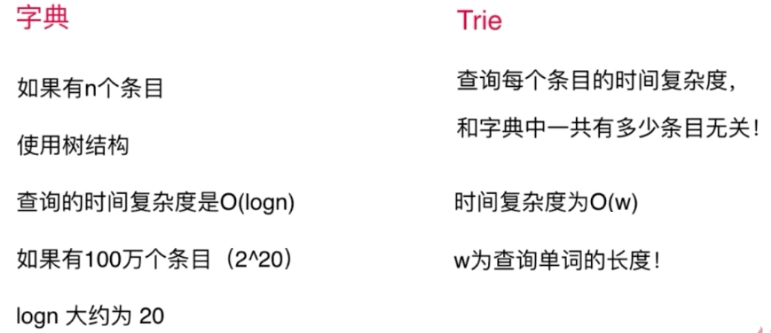 字典
如果有n个条目
使用树结构
查询的时间复杂度是O(logn)
如果有100万个条目（2^20）
logn 大约为 20
Trie
查询每个条目的时间复杂度，
和字典中一共有多少条目无关！
时间复杂度为O(w)
w为查询单词的长度！